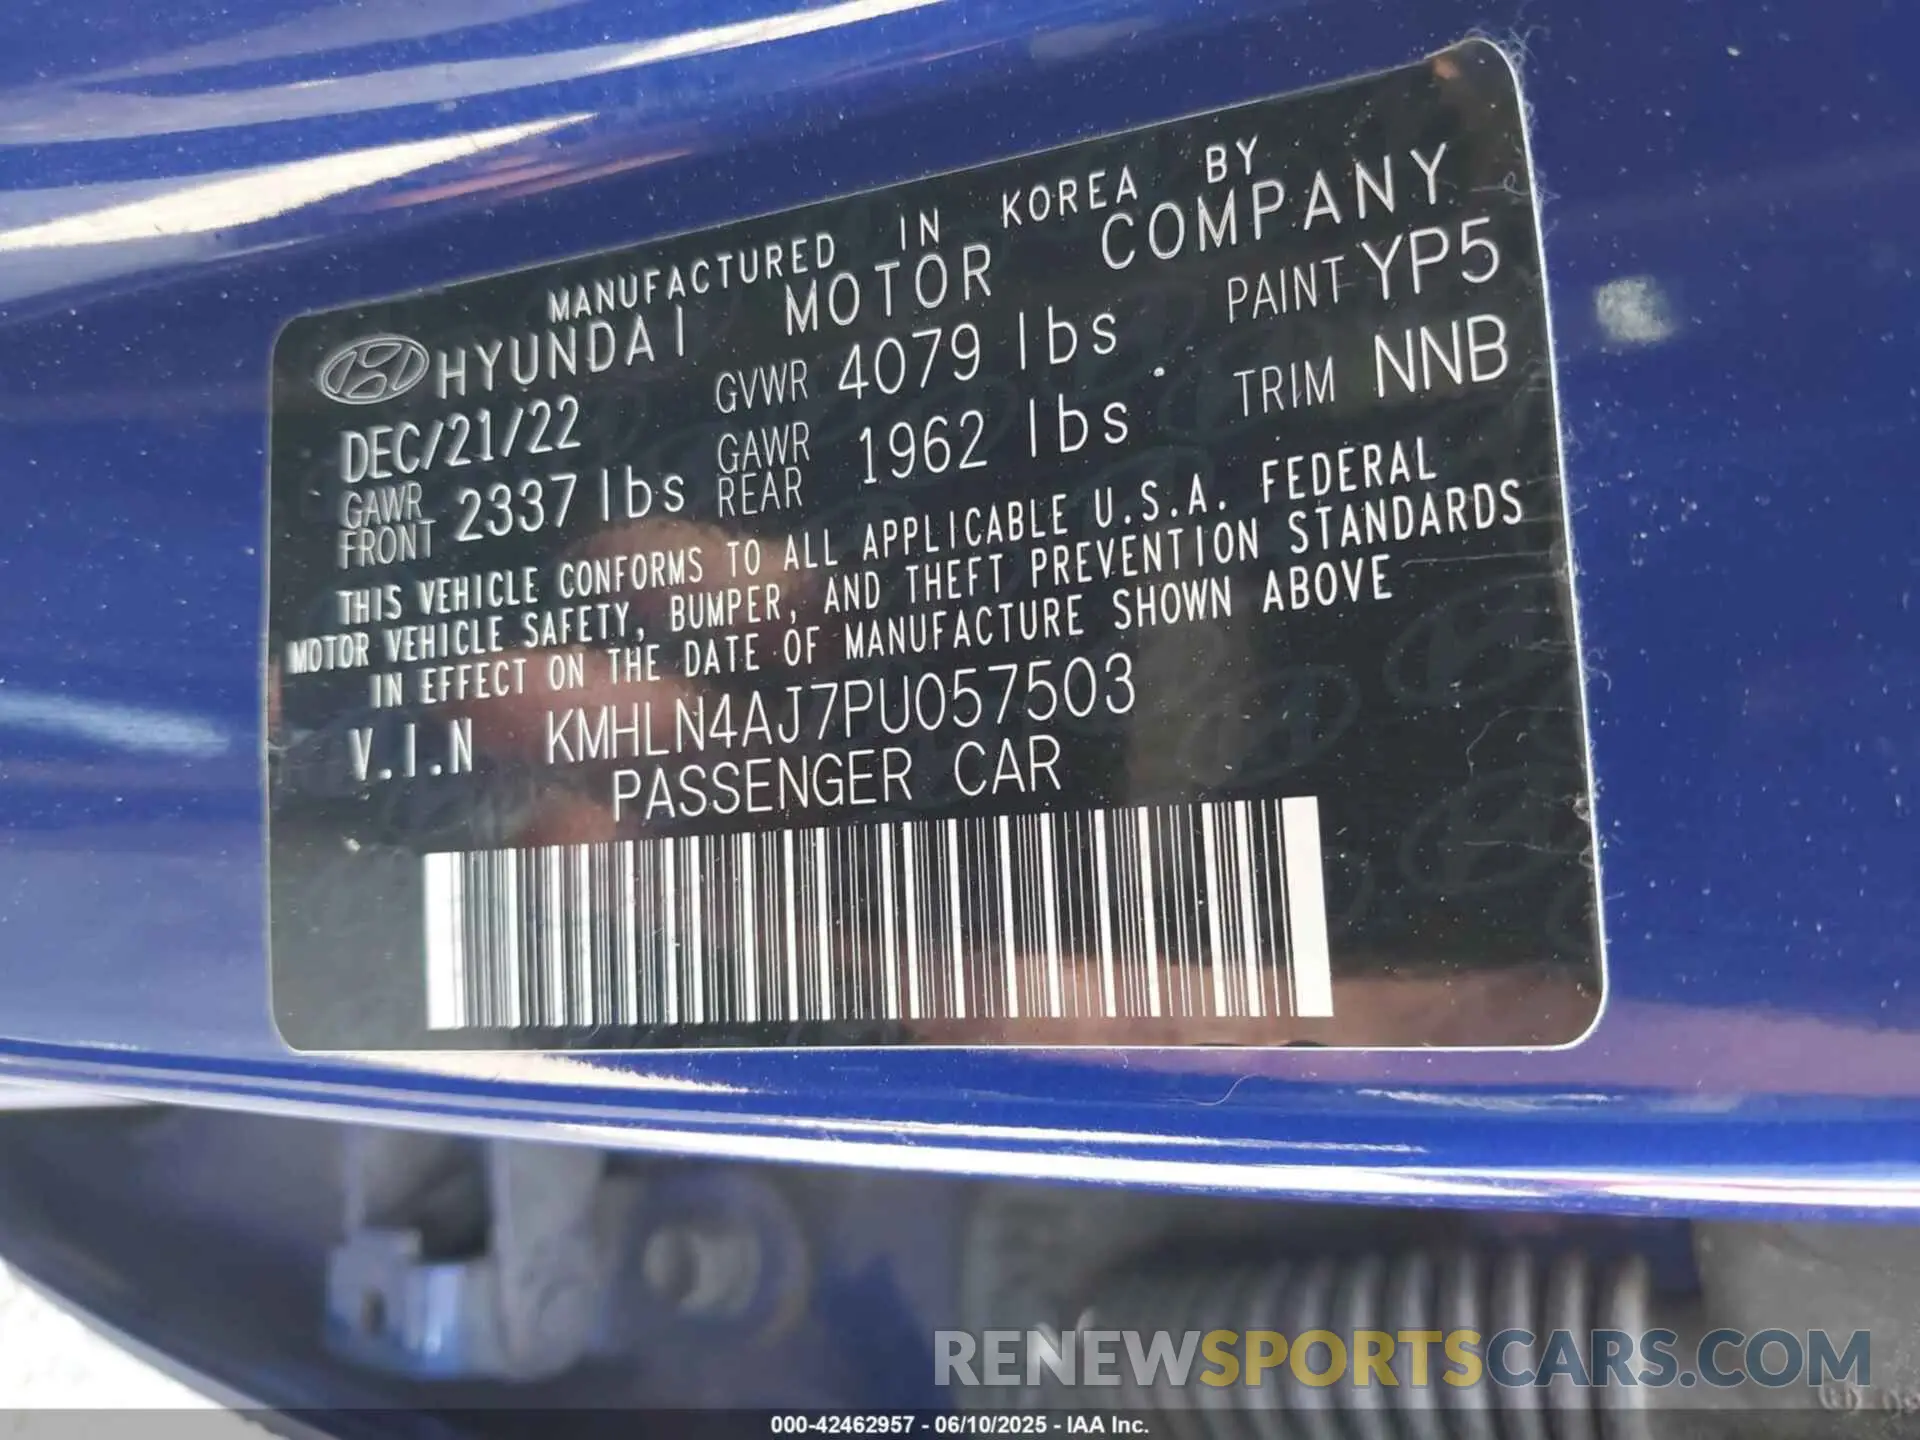 MANUFACTURED IN KOREA BY
HYUNDAI MOTOR COMPANY
DEC/21/22 GVWR 4079 lbs PAINT YP5
GAWR FRONT 2337 lbs GAWR REAR 1962 lbs TRIM NNB
THIS VEHICLE CONFORMS TO ALL APPLICABLE U.S.A. FEDERAL
MOTOR VEHICLE SAFETY, BUMPER, AND THEFT PREVENTION STANDARDS
IN EFFECT ON THE DATE OF MANUFACTURE SHOWN ABOVE
V.I.N KMHLN4AJ7PU057503
PASSENGER CAR
RENEWSPORTSCARS.COM
000-42462957 - 06/10/2025 - IAA Inc.